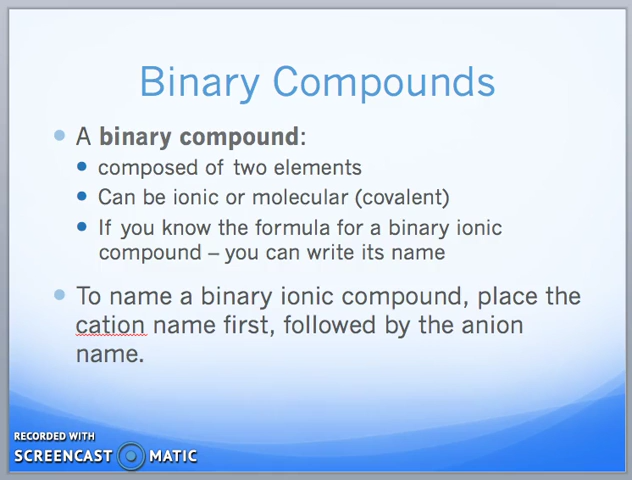 Binary Compounds
A binary compound:
composed of two elements
Can be ionic or molecular (covalent)
If you know the formula for a binary ionic
compound – you can write its name
To name a binary ionic compound, place the
cation name first, followed by the anion
name.
RECORDED WITH
SCREENCAST MATIC